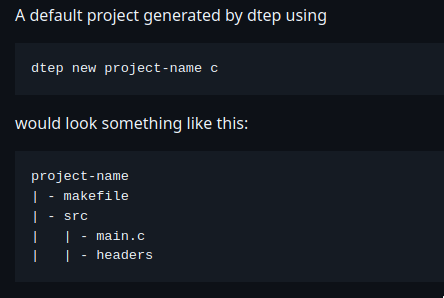 A default project generated by dtep using
dtep new project-name c
would look something like this:
project-name
| - makefile
| - src
|   | - main.c
|   | - headers